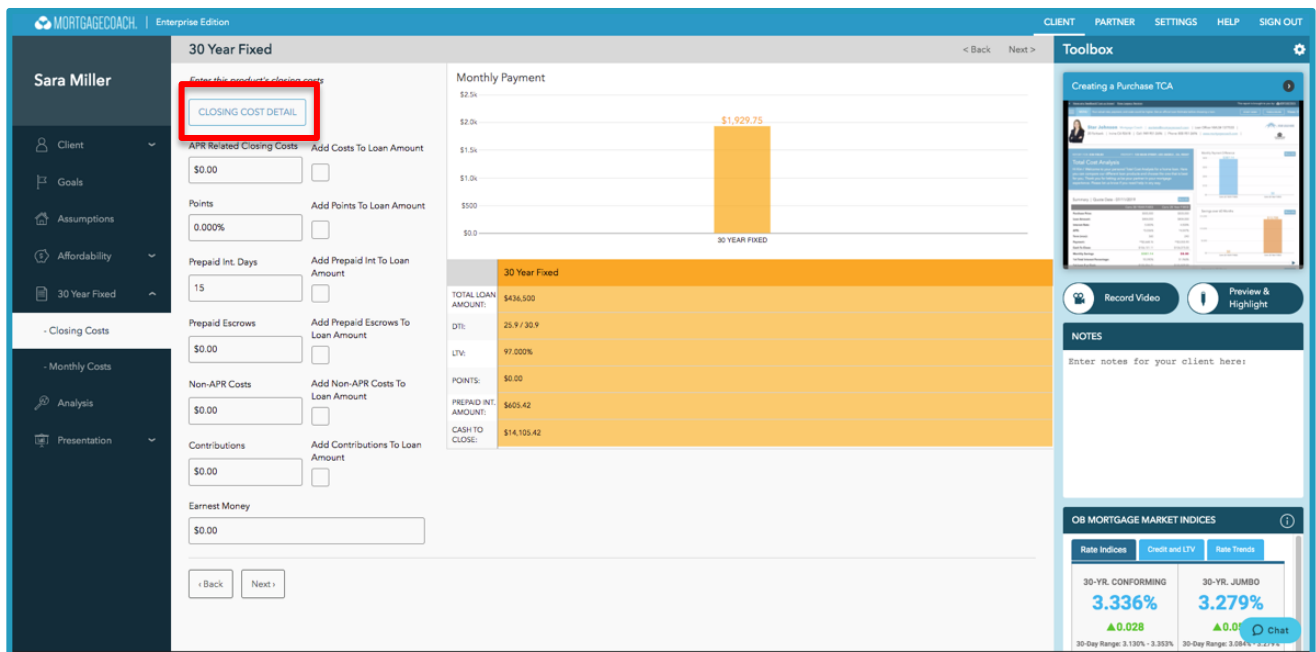 MORTGAGECOACH. | Enterprise Edition
CLIENT PARTNER SETTINGS HELP SIGN OUT
Sara Miller
Client
Goals
Assumptions
Affordability
30 Year Fixed
- Closing Costs
- Monthly Costs
Analysis
Presentation
30 Year Fixed
< Back Next >
Enter this product's closing costs
CLOSING COST DETAIL
APR Related Closing Costs
Add Costs To Loan Amount
$0.00
Points
Add Points To Loan Amount
0.000%
Prepaid Int. Days
Add Prepaid Int To Loan
Amount
15
Prepaid Escrows
Add Prepaid Escrows To
Loan Amount
$0.00
Non-APR Costs
Add Non-APR Costs To
Loan Amount
$0.00
Contributions
Add Contributions To Loan
Amount
$0.00
Earnest Money
$0.00
‹ Back
Next ›
Monthly Payment
$2.5k
$2.0k
$1.5k
$1.0k
$500
$0.0
$1,929.75
30 YEAR FIXED
30 Year Fixed
TOTAL LOAN
AMOUNT:
$436,500
DTI:
25.9 / 30.9
LTV:
97.000%
POINTS:
$0.00
PREPAID INT.
AMOUNT:
$605.42
CASH TO
CLOSE:
$14,105.42
Toolbox
Creating a Purchase TCA
Total Cost Analysis
Record Video
Preview &
Highlight
NOTES
Enter notes for your client here:
OB MORTGAGE MARKET INDICES
Rate Indices
Credit and LTV
Rate Trends
30-YR. CONFORMING
3.336%
▲0.028
30-Day Range: 3.130% - 3.353%
30-YR. JUMBO
3.279%
Chat